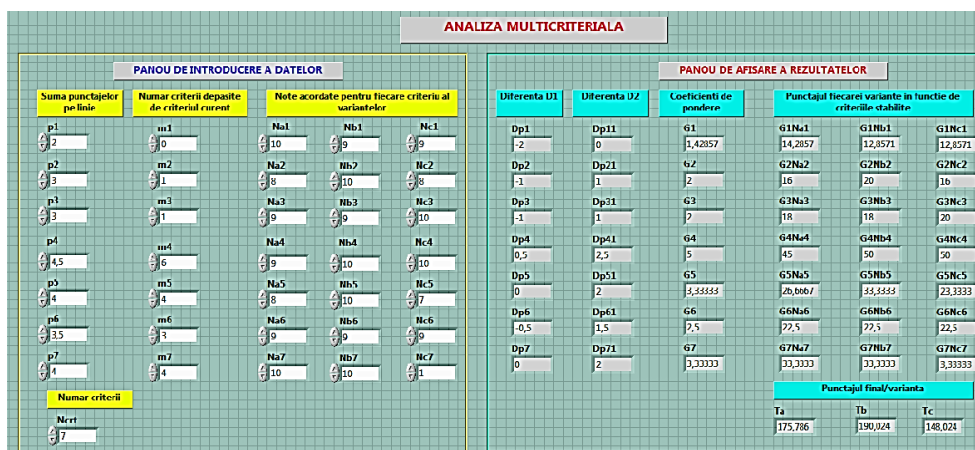 ANALIZA MULTICRITERIALA
PANOU DE INTRODUCERE A DATELOR
Suma punctajelor pe linie
Numar criterii depasite de criteriul curent
Note acordate pentru fiecare criteriu al variantelor
p1 m1 Na1 Nb1 Nc1
2 0 10 9 9
p2 m2 Na2 Nb2 Nc2
3 1 8 10 8
p3 m3 Na3 Nb3 Nc3
3 1 9 9 10
p4 m4 Na4 Nb4 Nc4
4,5 6 9 10 10
p5 m5 Na5 Nb5 Nc5
4 4 8 10 7
p6 m6 Na6 Nb6 Nc6
3,5 3 9 9 9
p7 m7 Na7 Nb7 Nc7
4 4 10 10 1
Numar criterii
Ncrt
7
PANOU DE AFISARE A REZULTATELOR
Diferenta D1
Diferenta D2
Coeficienti de pondere
Punctajul fiecarei variante in functie de criteriile stabilite
Dp1 Dp11 G1 G1Na1 G1Nb1 G1Nc1
-2 0 1,42857 14,2857 12,8571 12,8571
Dp2 Dp21 G2 G2Na2 G2Nb2 G2Nc2
-1 1 2 16 20 16
Dp3 Dp31 G3 G3Na3 G3Nb3 G3Nc3
-1 1 2 18 18 20
Dp4 Dp41 G4 G4Na4 G4Nb4 G4Nc4
0,5 2,5 5 45 50 50
Dp5 Dp51 G5 G5Na5 G5Nb5 G5Nc5
0 2 3,33333 26,6667 33,3333 23,3333
Dp6 Dp61 G6 G6Na6 G6Nb6 G6Nc6
-0,5 1,5 2,5 22,5 22,5 22,5
Dp7 Dp71 G7 G7Na7 G7Nb7 G7Nc7
0 2 3,33333 33,3333 33,3333 3,33333
Punctajul final/varianta
Ta Tb Tc
175,786 190,024 148,024